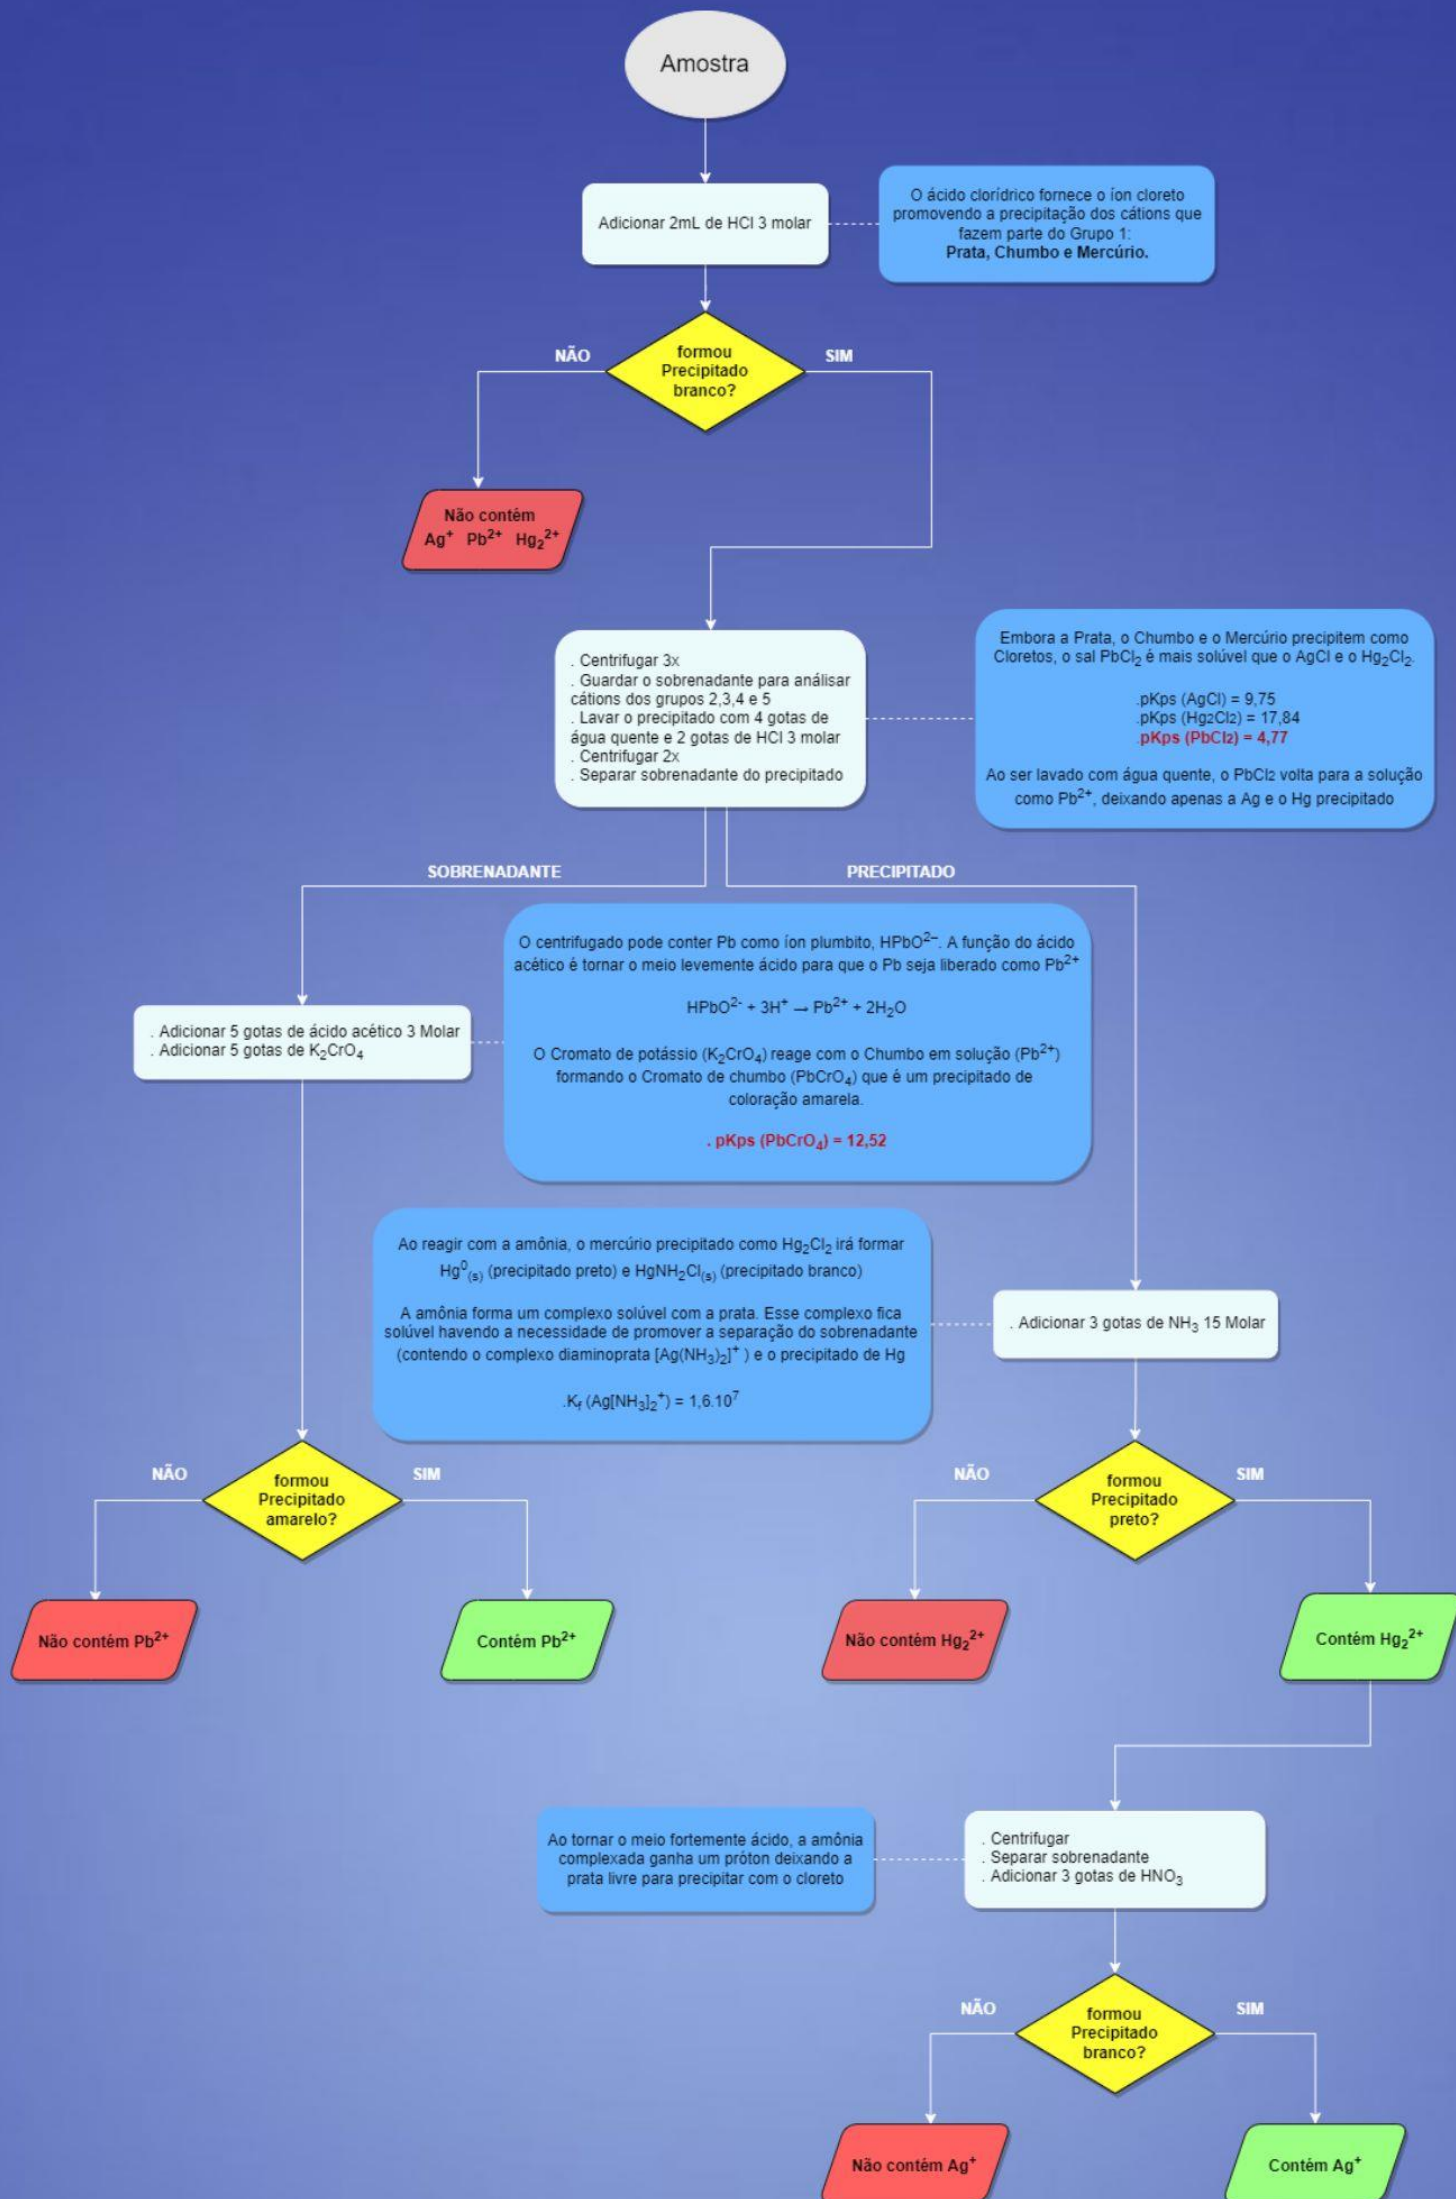 Amostra
Adicionar 2mL de HCl 3 molar
O ácido clorídrico fornece o íon cloreto
promovendo a precipitação dos cátions que
fazem parte do Grupo 1:
Prata, Chumbo e Mercúrio.
NÃO
formou
Precipitado
branco?
SIM
Não contém
Ag⁺ Pb²⁺ Hg₂²⁺
. Centrifugar 3x
. Guardar o sobrenadante para análisar
cátions dos grupos 2,3,4 e 5
. Lavar o precipitado com 4 gotas de
água quente e 2 gotas de HCl 3 molar
. Centrifugar 2x
. Separar sobrenadante do precipitado
Embora a Prata, o Chumbo e o Mercúrio precipitem como
Cloretos, o sal PbCl₂ é mais solúvel que o AgCl e o Hg₂Cl₂.
.pKps (AgCl) = 9,75
.pKps (Hg₂Cl₂) = 17,84
.pKps (PbCl₂) = 4,77
Ao ser lavado com água quente, o PbCl₂ volta para a solução
como Pb²⁺, deixando apenas a Ag e o Hg precipitado
SOBRENADANTE
PRECIPITADO
O centrifugado pode conter Pb como íon plumbito, HPbO²⁻. A função do ácido
acético é tornar o meio levemente ácido para que o Pb seja liberado como Pb²⁺
HPbO²⁻ + 3H⁺ → Pb²⁺ + 2H₂O
O Cromato de potássio (K₂CrO₄) reage com o Chumbo em solução (Pb²⁺)
formando o Cromato de chumbo (PbCrO₄) que é um precipitado de
coloração amarela.
. pKps (PbCrO₄) = 12,52
. Adicionar 5 gotas de ácido acético 3 Molar
. Adicionar 5 gotas de K₂CrO₄
Ao reagir com a amônia, o mercúrio precipitado como Hg₂Cl₂ irá formar
Hg⁰₍s₎ (precipitado preto) e HgNH₂Cl₍s₎ (precipitado branco)
A amônia forma um complexo solúvel com a prata. Esse complexo fica
solúvel havendo a necessidade de promover a separação do sobrenadante
(contendo o complexo diaminoprata [Ag(NH₃)₂]⁺ ) e o precipitado de Hg
.Kf (Ag[NH₃]₂⁺) = 1,6.10⁷
. Adicionar 3 gotas de NH₃ 15 Molar
NÃO
formou
Precipitado
amarelo?
SIM
NÃO
formou
Precipitado
preto?
SIM
Não contém Pb²⁺
Contém Pb²⁺
Não contém Hg₂²⁺
Contém Hg₂²⁺
Ao tornar o meio fortemente ácido, a amônia
complexada ganha um próton deixando a
prata livre para precipitar com o cloreto
. Centrifugar
. Separar sobrenadante
. Adicionar 3 gotas de HNO₃
NÃO
formou
Precipitado
branco?
SIM
Não contém Ag⁺
Contém Ag⁺